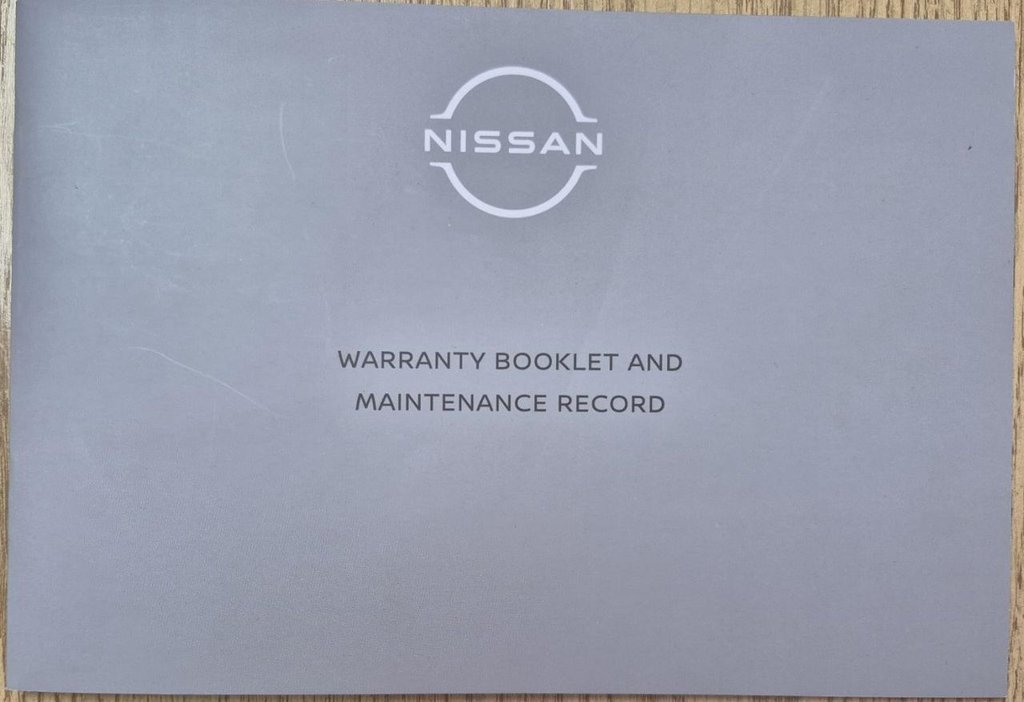 NISSAN
WARRANTY BOOKLET AND
MAINTENANCE RECORD